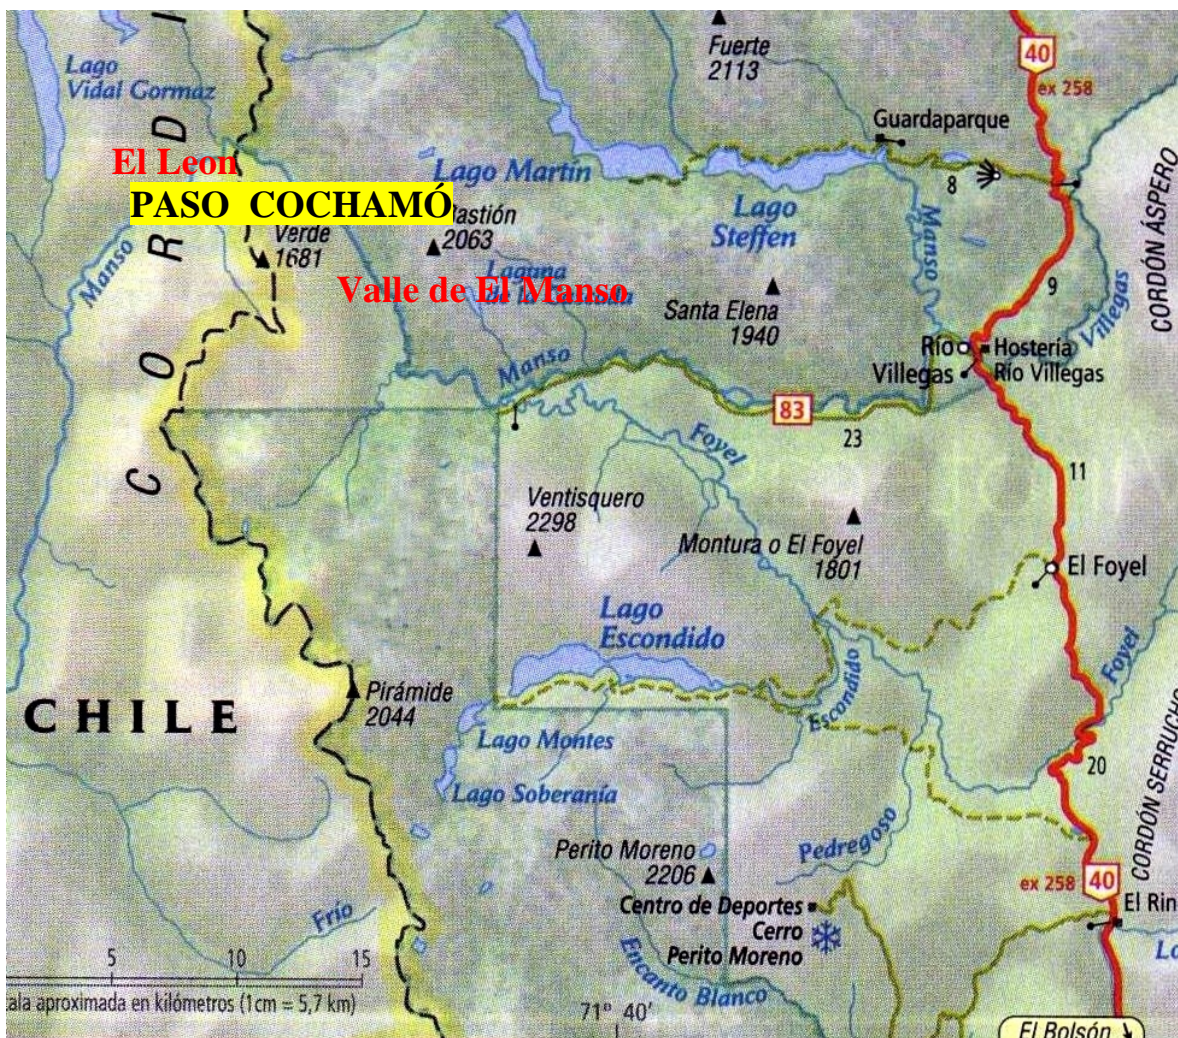 Fuerte
2113
40
ex 258
Lago
Vidal Gormaz
Guardaparque
El Leon
PASO COCHAMÓ
Lago Martín
8
Lago
Steffen
Manso
CORDÓN ÁSPERO
Bastión
2063
Verde
1681
Manso
C O R D I
Laguna
Valle de El Manso
Santa Elena
1940
9
Villegas
Río
Villegas
Hostería
Río Villegas
Manso
83
23
Foyel
11
Ventisquero
2298
Montura o El Foyel
1801
El Foyel
Lago
Escondido
Escondido
Foyel
Pirámide
2044
CHILE
Lago Montes
Lago Soberanía
20
CORDÓN SERRUCHO
Pedregoso
Perito Moreno
2206
ex 258
40
Centro de Deportes
Cerro
Perito Moreno
El Rin
Lo
Frío
Encanto Blanco
5 10 15
cala aproximada en kilómetros (1cm = 5,7 km)
71° 40'
El Bolsón